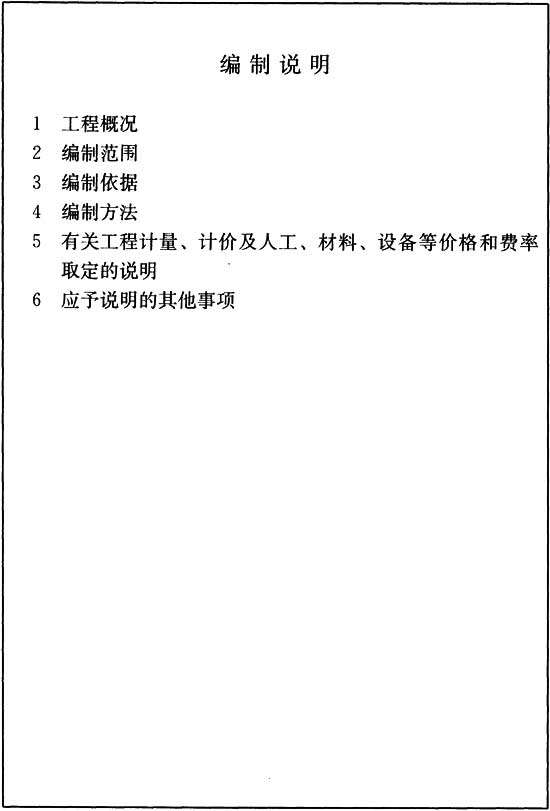 编制说明
1 工程概况
2 编制范围
3 编制依据
4 编制方法
5 有关工程计量、计价及人工、材料、设备等价格和费率
取定的说明
6 应予说明的其他事项